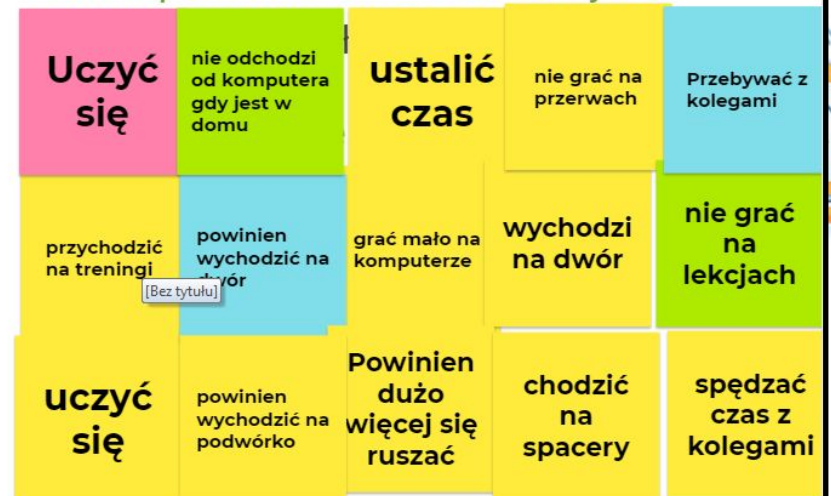 Uczyć
się
nie odchodzi
od komputera
gdy jest w
domu
ustalić
czas
nie grać na
przerwach
Przebywać z
kolegami
przychodzić
na treningi
[Bez tytułu]
powinien
wychodzić na
dwór
grać mało na
komputerze
wychodzi
na dwór
nie grać
na
lekcjach
uczyć
się
powinien
wychodzić na
podwórko
Powinien
dużo
więcej się
ruszać
chodzić
na
spacery
spędzać
czas z
kolegami